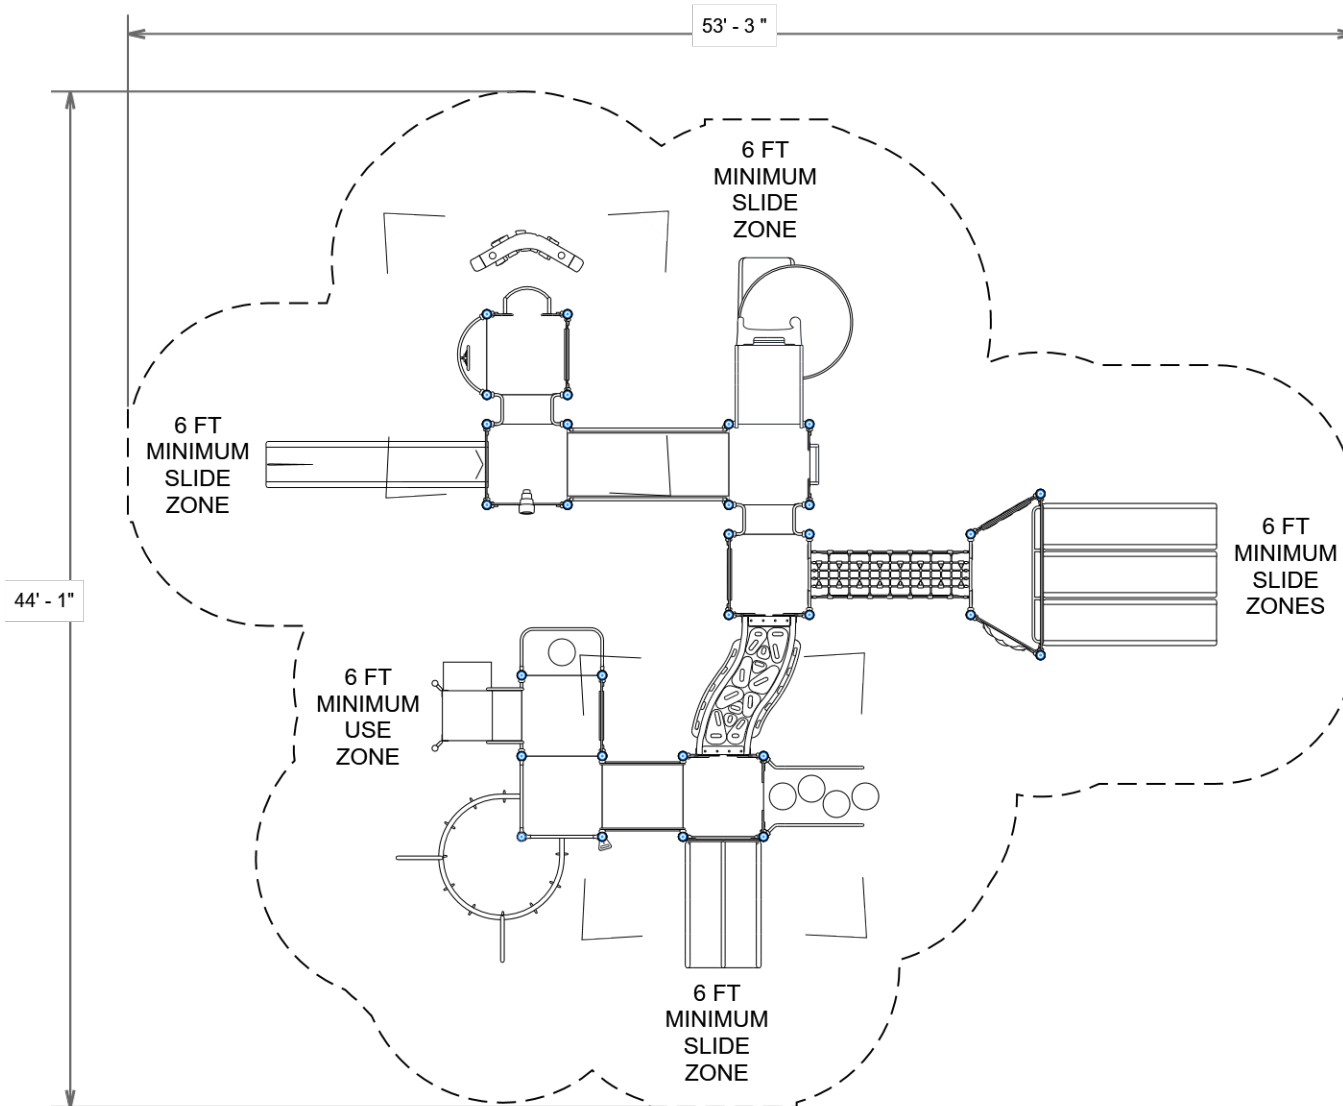 53' - 3 "
6 FT
MINIMUM
SLIDE
ZONE
6 FT
MINIMUM
SLIDE
ZONE
6 FT
MINIMUM
SLIDE
ZONES
44' - 1"
6 FT
MINIMUM
USE
ZONE
6 FT
MINIMUM
SLIDE
ZONE